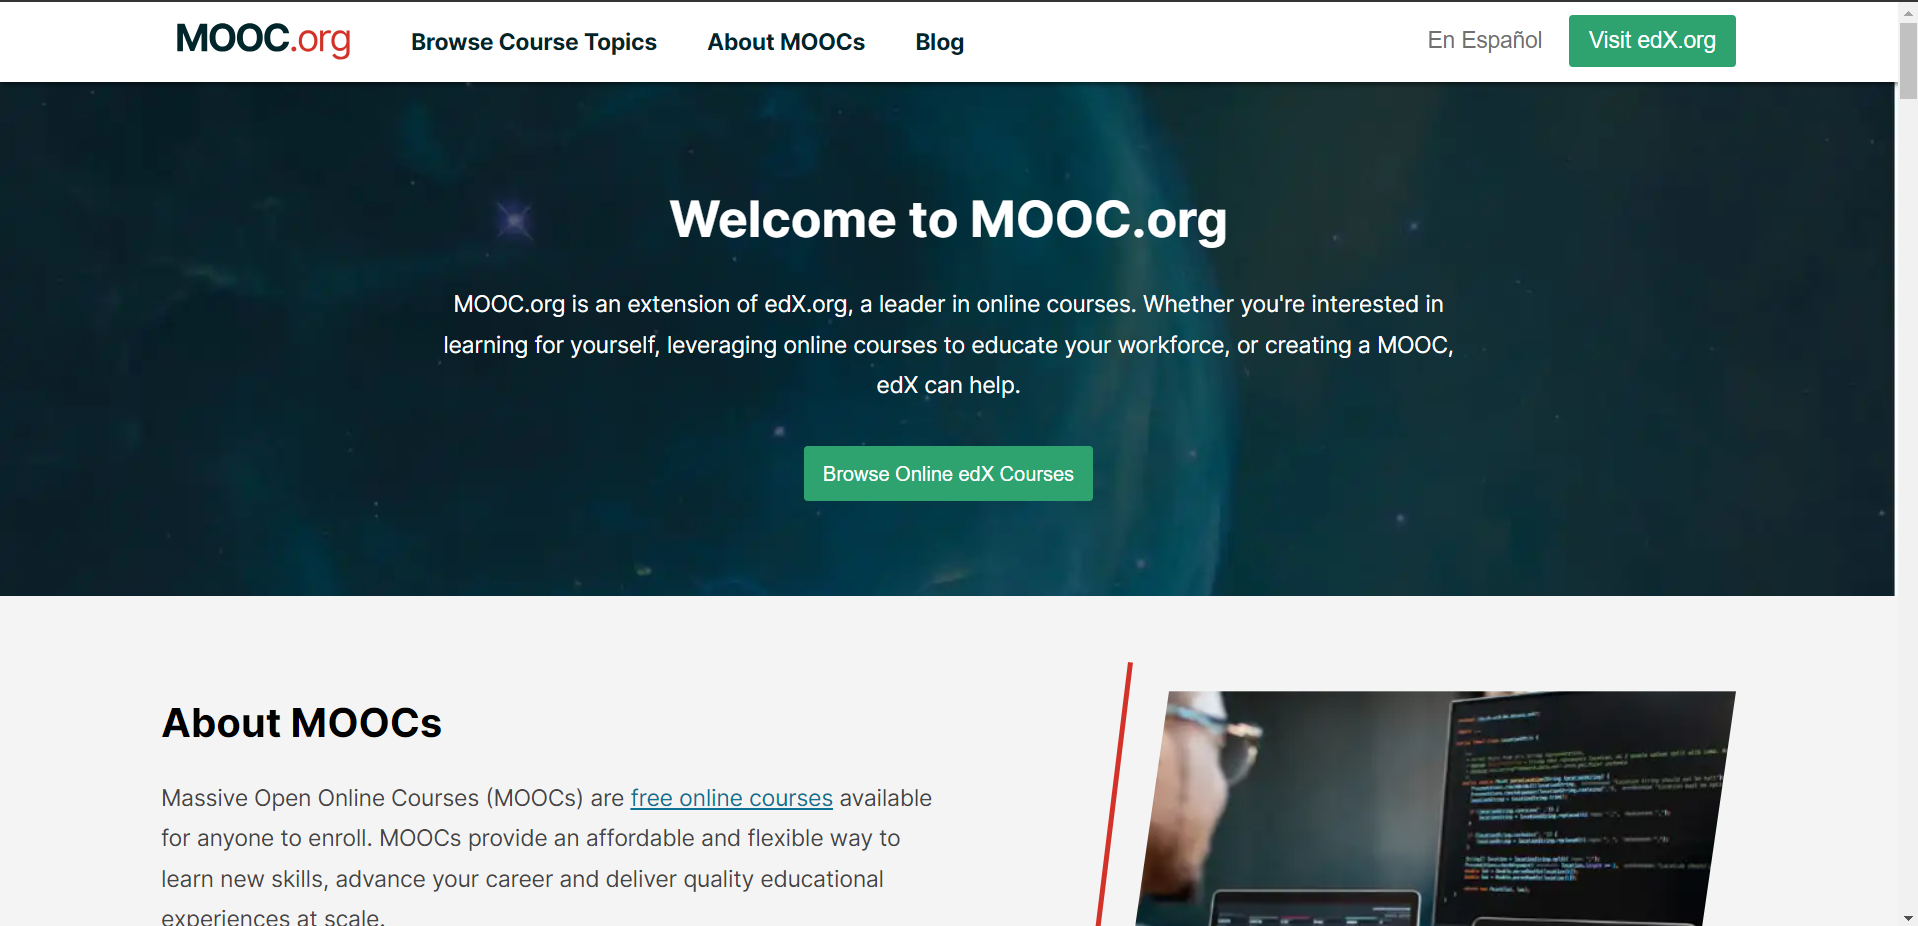 MOOC.org
Browse Course Topics
About MOOCs
Blog
En Español
Visit edX.org
Welcome to MOOC.org
MOOC.org is an extension of edX.org, a leader in online courses. Whether you're interested in
learning for yourself, leveraging online courses to educate your workforce, or creating a MOOC,
edX can help.
Browse Online edX Courses
About MOOCs
Massive Open Online Courses (MOOCs) are free online courses available
for anyone to enroll. MOOCs provide an affordable and flexible way to
learn new skills, advance your career and deliver quality educational
experiences at scale.